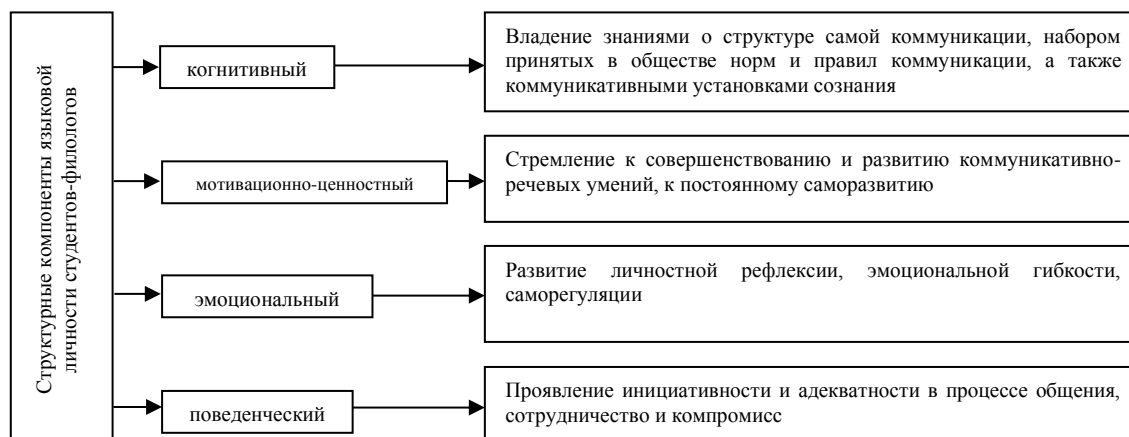 Структурные компоненты языковой
личности студентов-филологов
когнитивный
Владение знаниями о структуре самой коммуникации, набором
принятых в обществе норм и правил коммуникации, а также
коммуникативными установками сознания
мотивационно-ценностный
Стремление к совершенствованию и развитию коммуникативно-
речевых умений, к постоянному саморазвитию
эмоциональный
Развитие личностной рефлексии, эмоциональной гибкости,
саморегуляции
поведенческий
Проявление инициативности и адекватности в процессе общения,
сотрудничество и компромисс